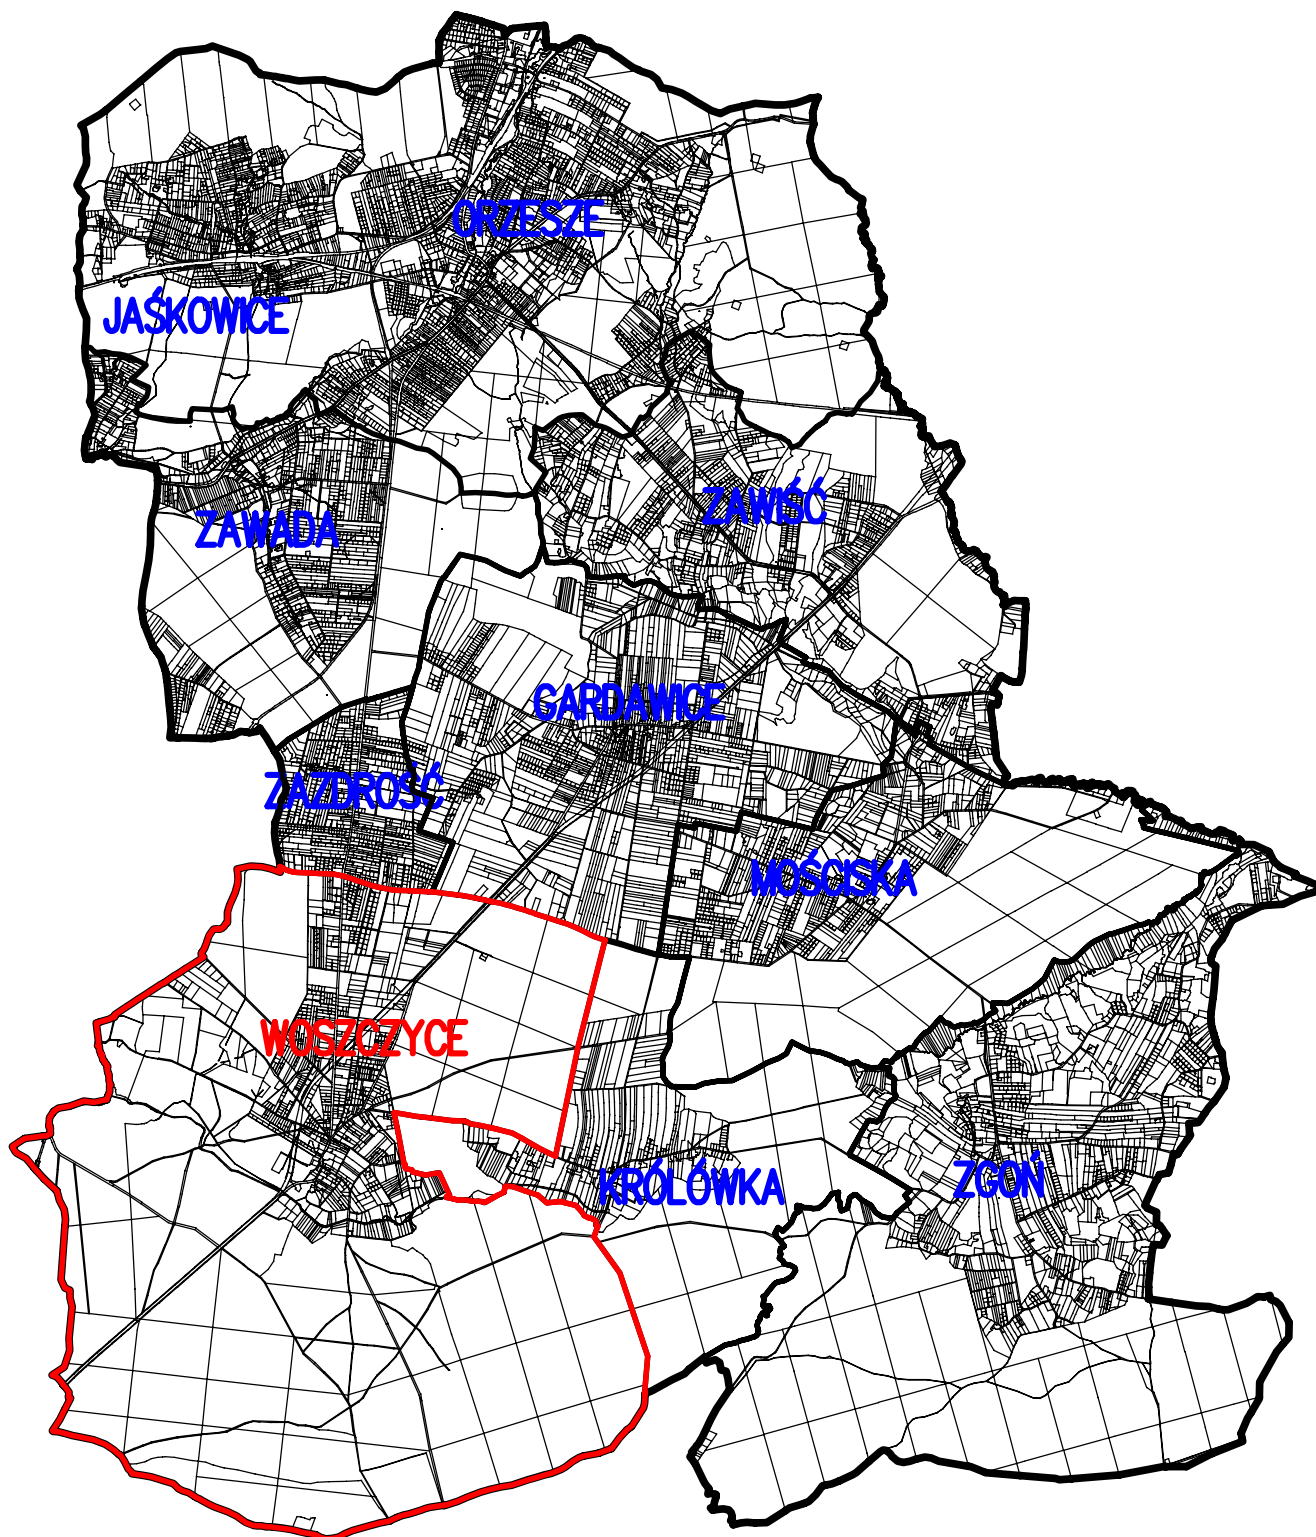 ORZESZE
JAŚKOWICE
ZAWIŚĆ
ZAWADA
GARDAWICE
ZAZDROŚĆ
MOŚCISKA
WOSZCZYCE
KRÓLÓWKA
ZGOŃ